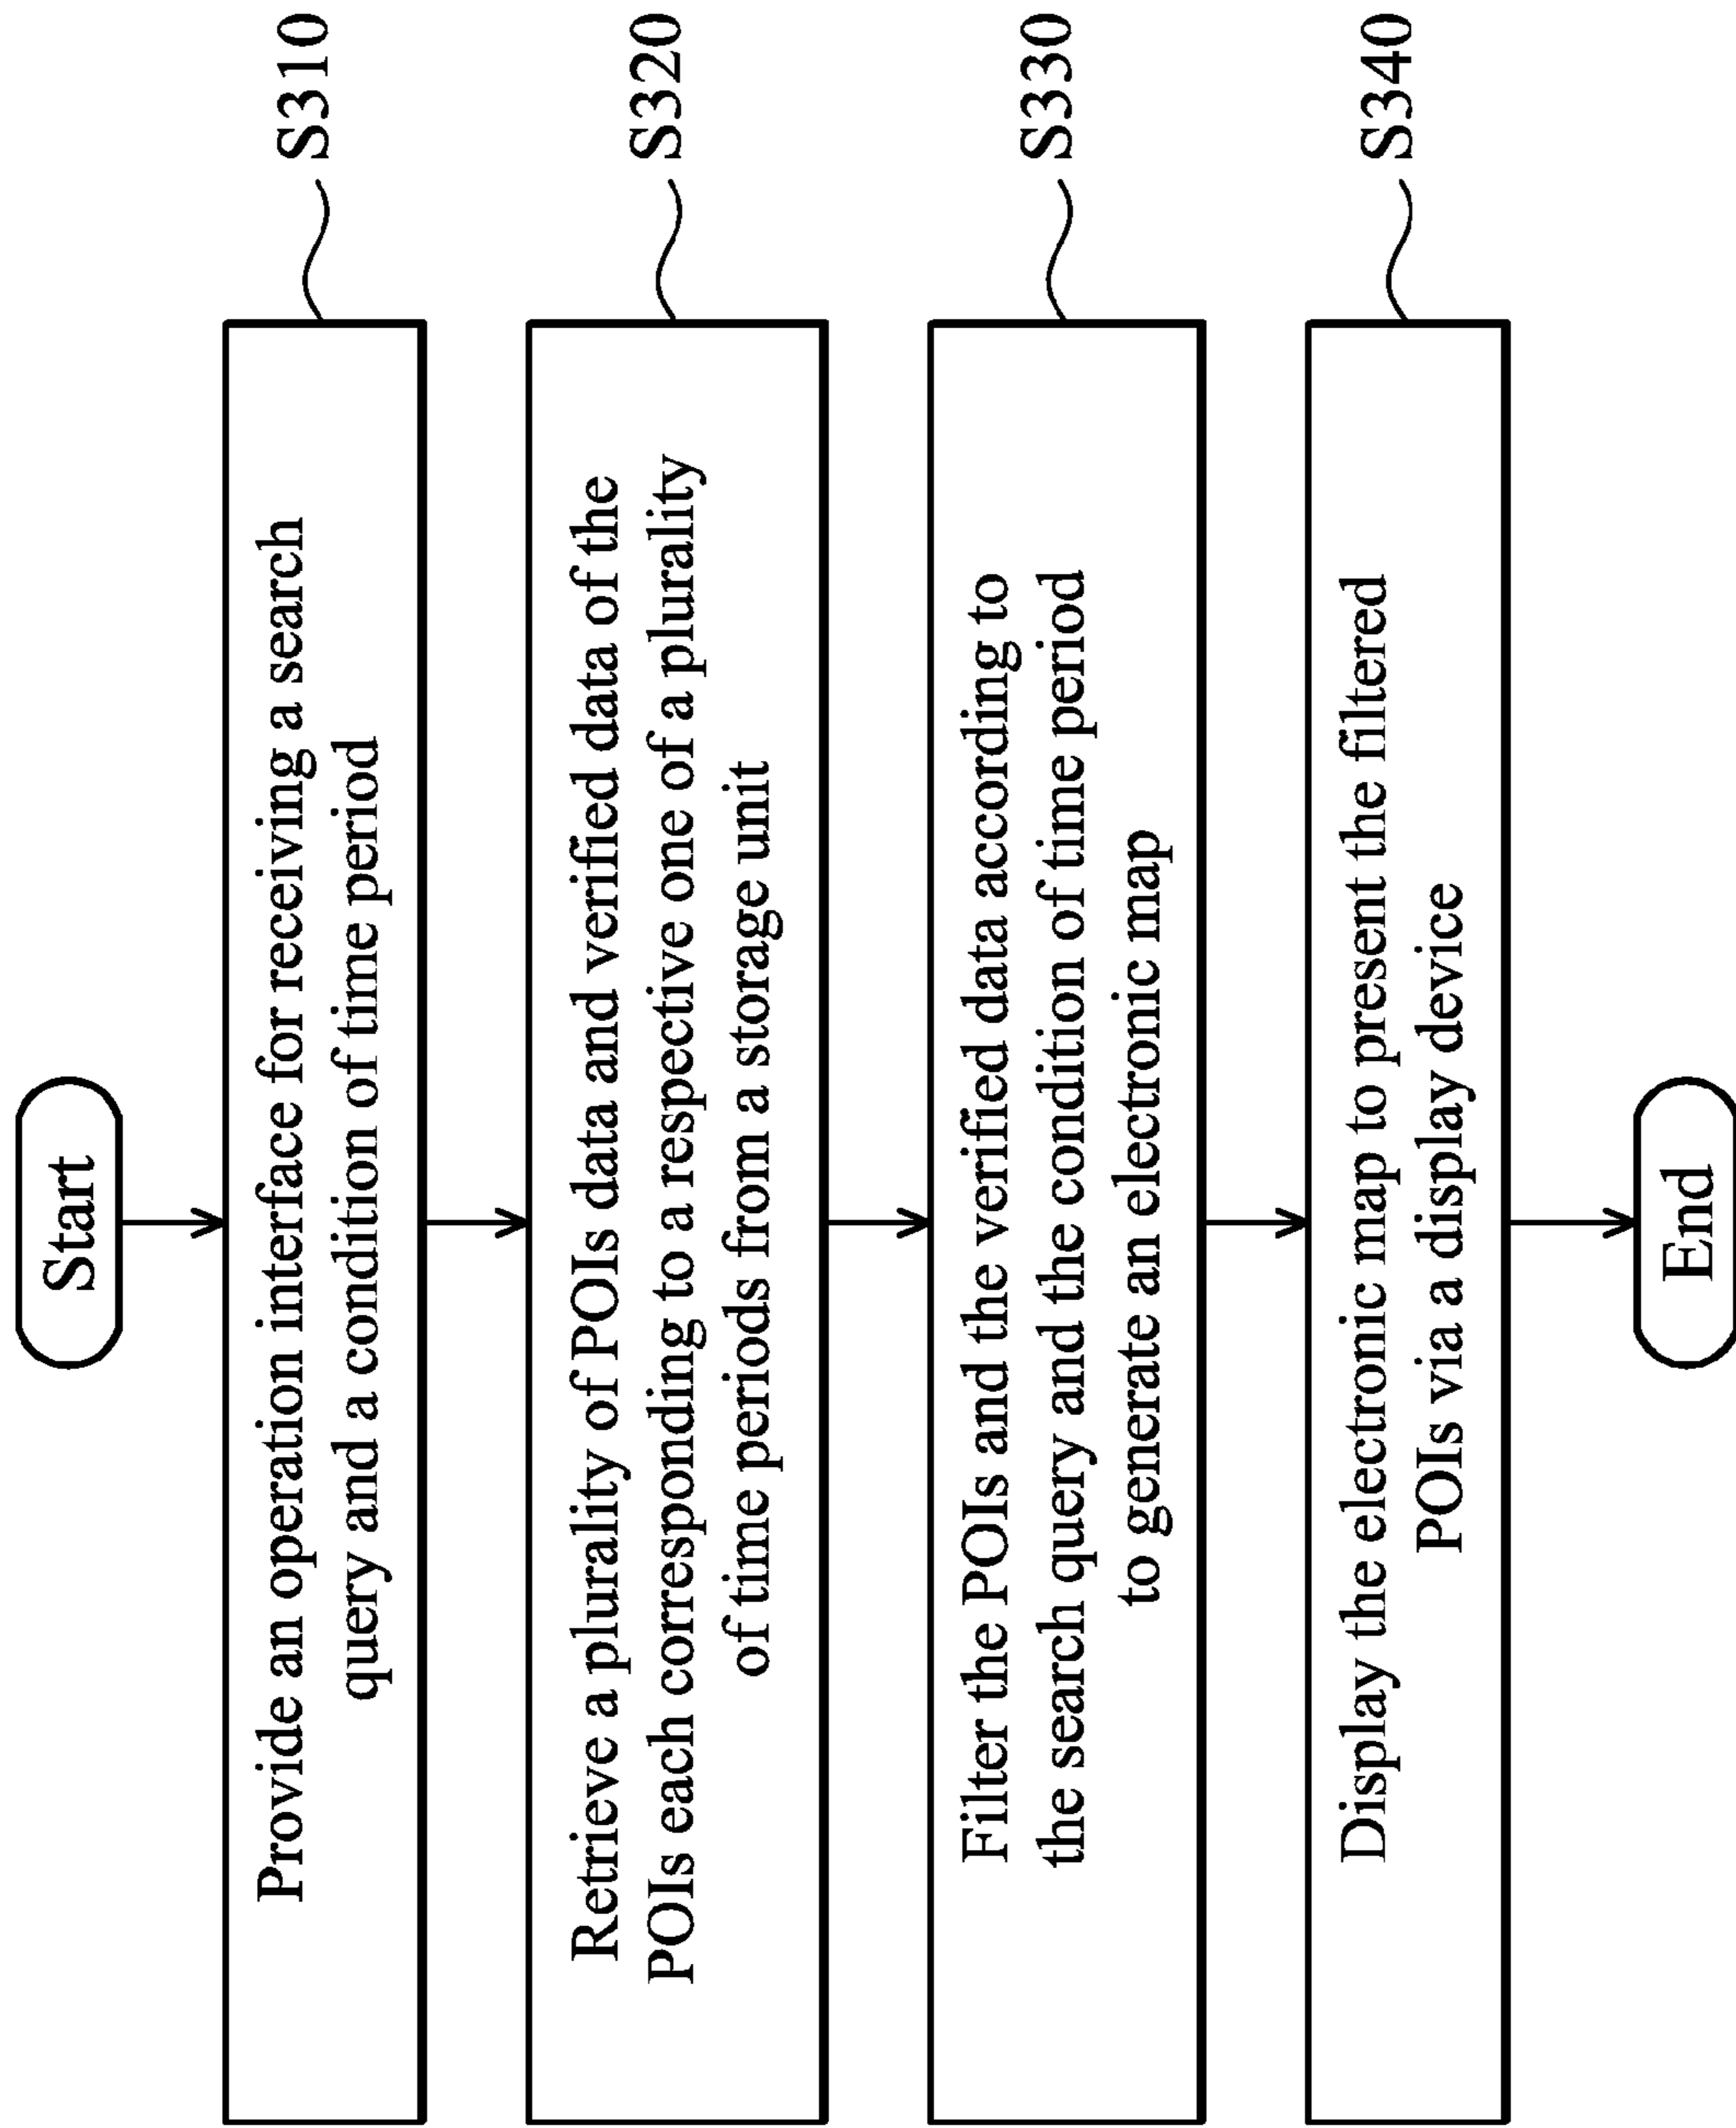 Start
Provide an operation interface for receiving a search
query and a condition of time period
S310
Retrieve a plurality of POIs data and verified data of the
POIs each corresponding to a respective one of a plurality
of time periods from a storage unit
S320
Filter the POIs and the verified data according to
the search query and the condition of time period
to generate an electronic map
S330
Display the electronic map to present the filtered
POIs via a display device
S340
End